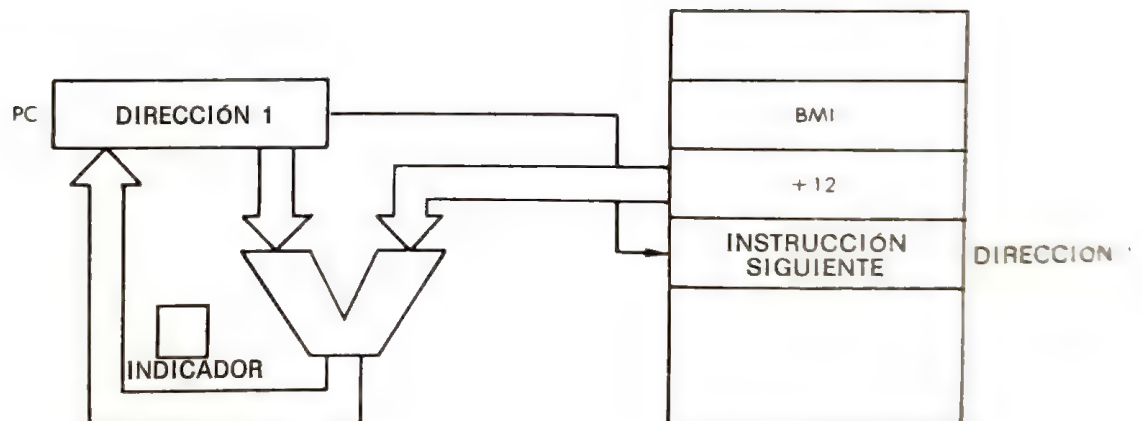 PC
DIRECCIÓN 1
BMI
+12
INSTRUCCIÓN
SIGUIENTE
DIRECCION
INDICADOR